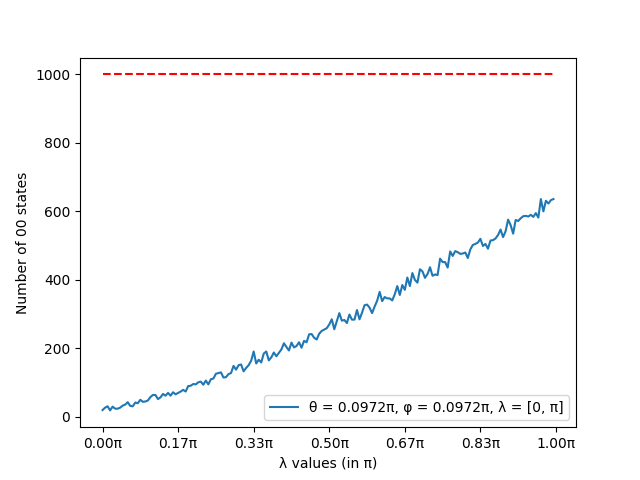 1000
800
600
400
200
0
Number of 00 states
θ = 0.0972π, φ = 0.0972π, λ = [0, π]
0.00π 0.17π 0.33π 0.50π 0.67π 0.83π 1.00π
λ values (in π)